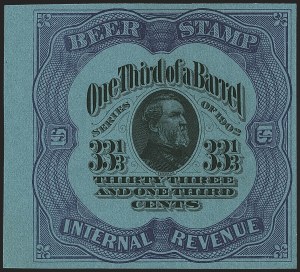 BEER STAMP
One Third of a Barrel
SERIES OF 1902
33 1/3 33 1/3
THIRTY THREE
AND ONE THIRD
CENTS
INTERNAL REVENUE